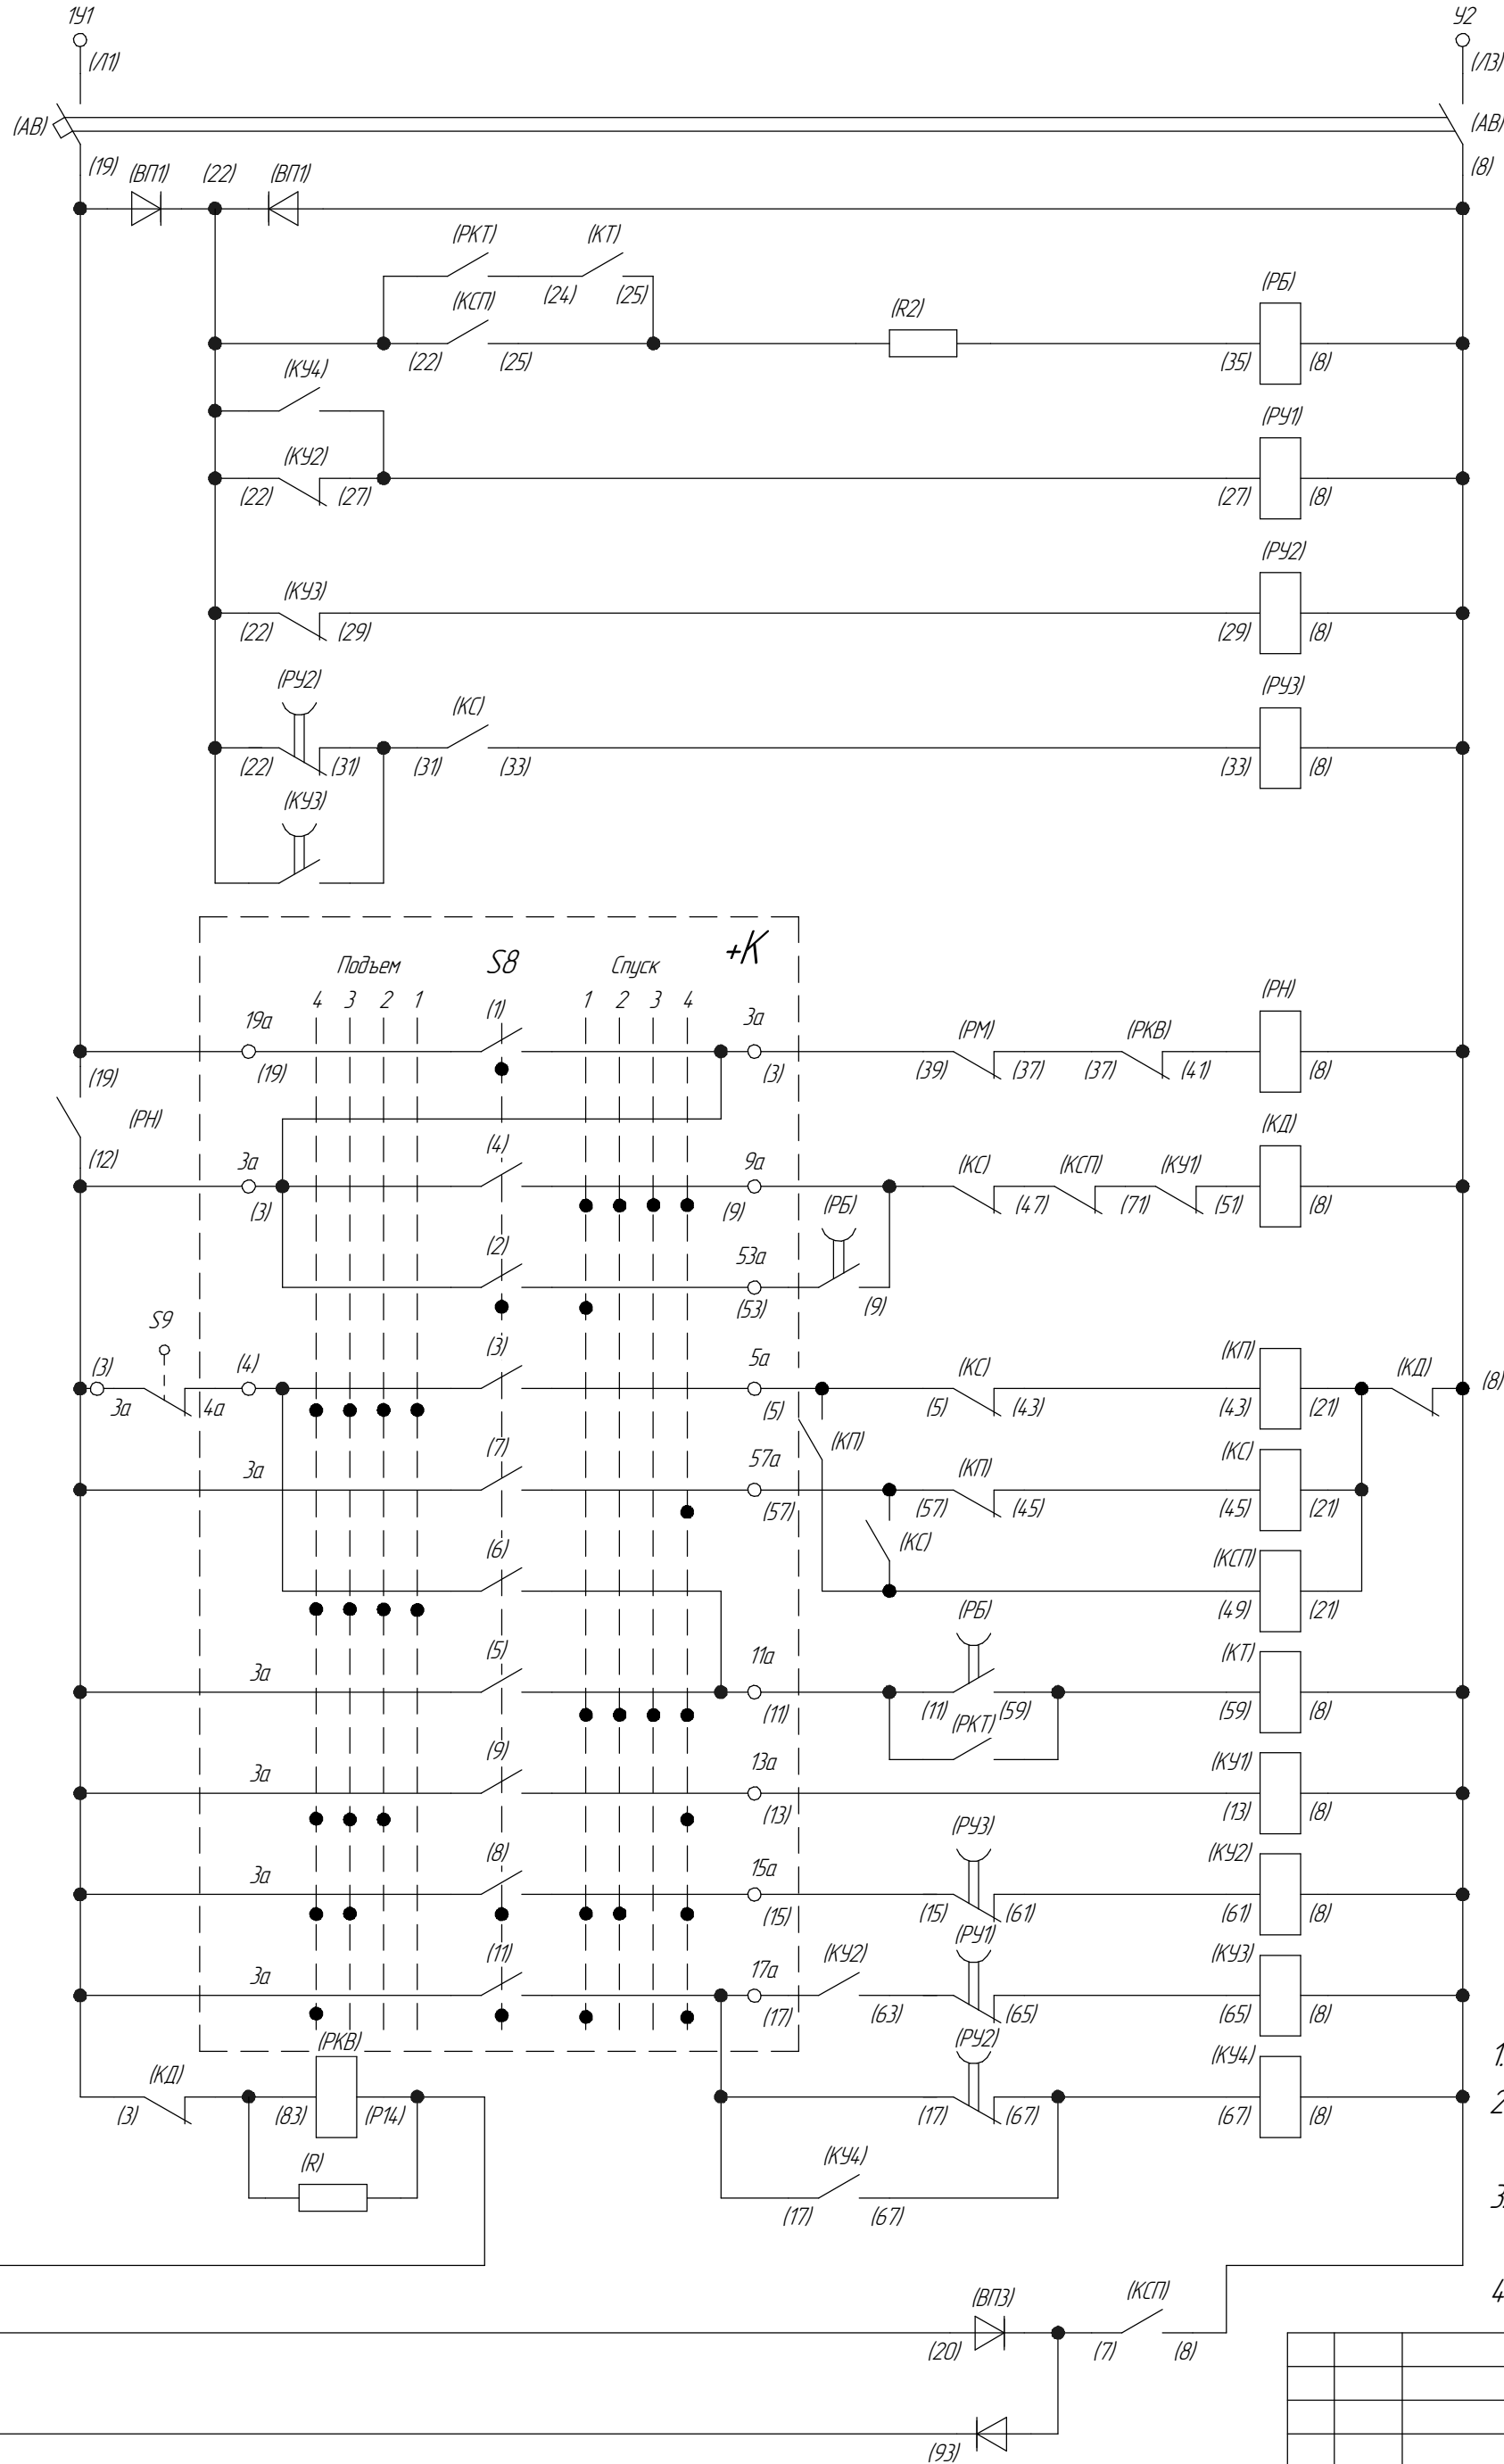 1У1 У2
(Л1) (Л3)
(АВ) (АВ)
(19) (ВП1) (22) (ВП1) (8)
(РКТ) (КТ)
(24) (25)
(КСП) (R2) (РБ)
(22) (25) (35) (8)
(КУ4)
(РУ1)
(КУ2)
(22) (27) (27) (8)
(РУ2)
(КУ3)
(22) (29) (29) (8)
(РУ2) (КС) (РУ3)
(22) (31) (31) (33) (33) (8)
(КУ3)
Подъем S8 Спуск +К
4 3 2 1 (1) 1 2 3 4
19а 3а (РМ) (РКВ) (РН)
(19) (19) (3) (39) (37) (37) (41) (8)
(РН)
(12) 3а (4) 9а (КС) (КСП) (КУ1) (КД)
(3) (9) (РБ) (47) (71) (51) (8)
(2) 53а
(53) (9)
S9
(3) (4) (3) 5а (КС) (КП) (КД) (8)
3а 4а (5) (5) (43) (43) (21)
(КП)
3а (7) 57а (КП) (КС)
(57) (57) (45) (45) (21)
(6) (КС) (КСП)
(49) (21)
(РБ)
3а (5) 11а (КТ)
(11) (11) (59) (59) (8)
(РКТ)
3а (9) 13а (КУ1)
(13) (13) (8)
(РУ3)
3а (8) 15а (КУ2)
(15) (15) (61) (61) (8)
(РУ1)
3а (11) 17а (КУ2) (КУ3)
(17) (63) (65) (65) (8)
(КД) (РКВ) (РУ2) (КУ4)
1.
(3) (83) (Р14) (17) (67) (67) (8)
2
(R) (КУ4)
(17) (67)
3.
4
(ВП3) (КСП)
(20) (7) (8)
(93)